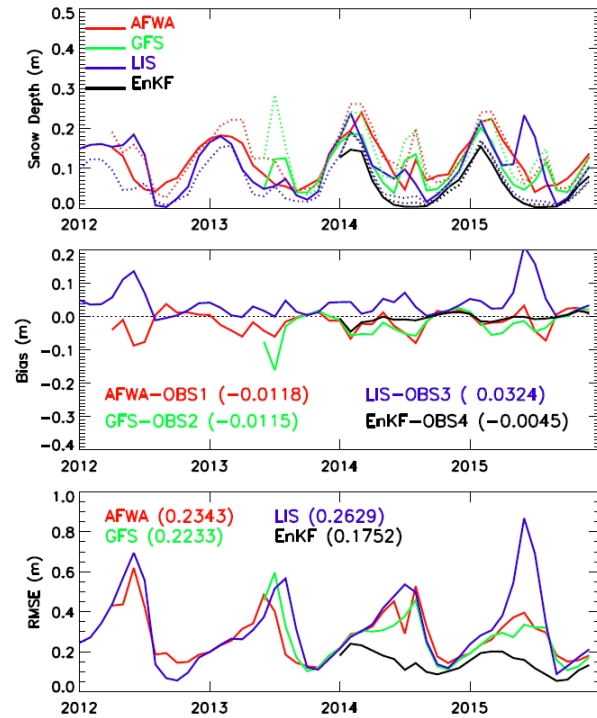 0.5
AFWA
GFS
0.4
LIS
EnKF
0.3
Snow Depth (m)
0.2
0.1
0.0
2012 2013 2014 2015
0.2
0.1
0.0
-0.1
Bias (m)
-0.2
AFWA-OBS1 (-0.0118) LIS-OBS3 ( 0.0324)
-0.3
GFS-OBS2 (-0.0115) EnKF-OBS4 (-0.0045)
-0.4
2012 2013 2014 2015
1.0
AFWA (0.2343) LIS (0.2629)
GFS (0.2233) EnKF (0.1752)
0.8
0.6
RMSE (m)
0.4
0.2
0.0
2012 2013 2014 2015